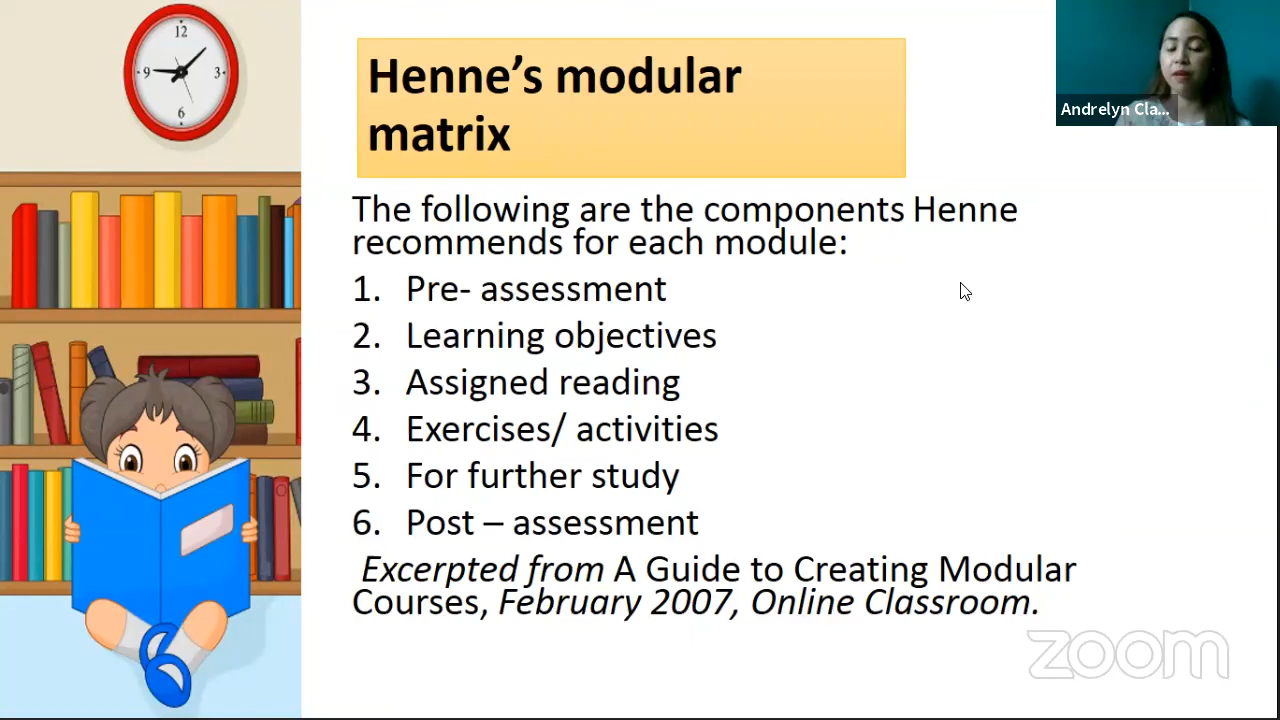 12
9
3
6
Henne's modular
matrix
Andrelyn Cla...
The following are the components Henne
recommends for each module:
1. Pre- assessment
2. Learning objectives
3. Assigned reading
4. Exercises/ activities
5. For further study
6. Post – assessment
Excerpted from A Guide to Creating Modular
Courses, February 2007, Online Classroom.
zoom